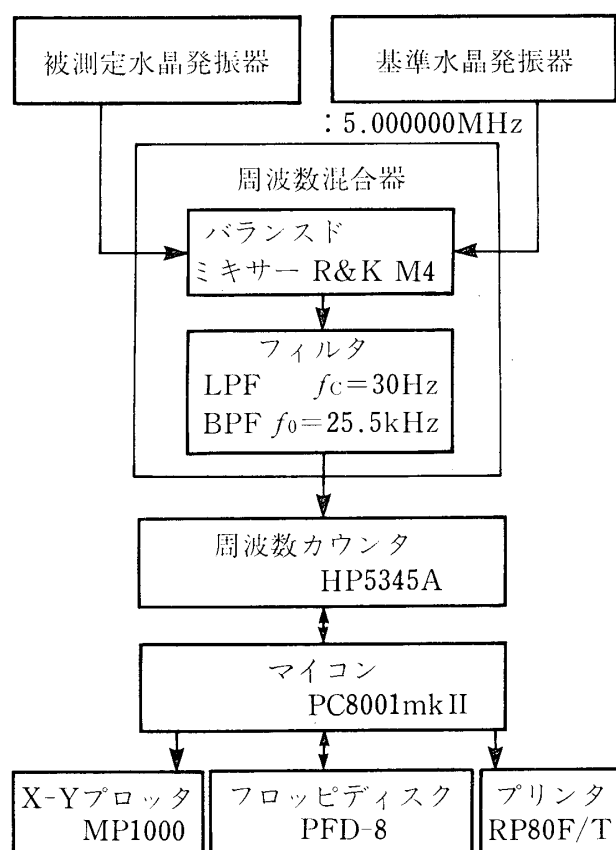 被測定水晶発振器
基準水晶発振器
:5.000000MHz
周波数混合器
バランスド
ミキサー R&K M4
フィルタ
LPF fc=30Hz
BPF f0=25.5kHz
周波数カウンタ
HP5345A
マイコン
PC8001mkII
X-Yプロッタ
MP1000
フロッピディスク
PFD-8
プリンタ
RP80F/T